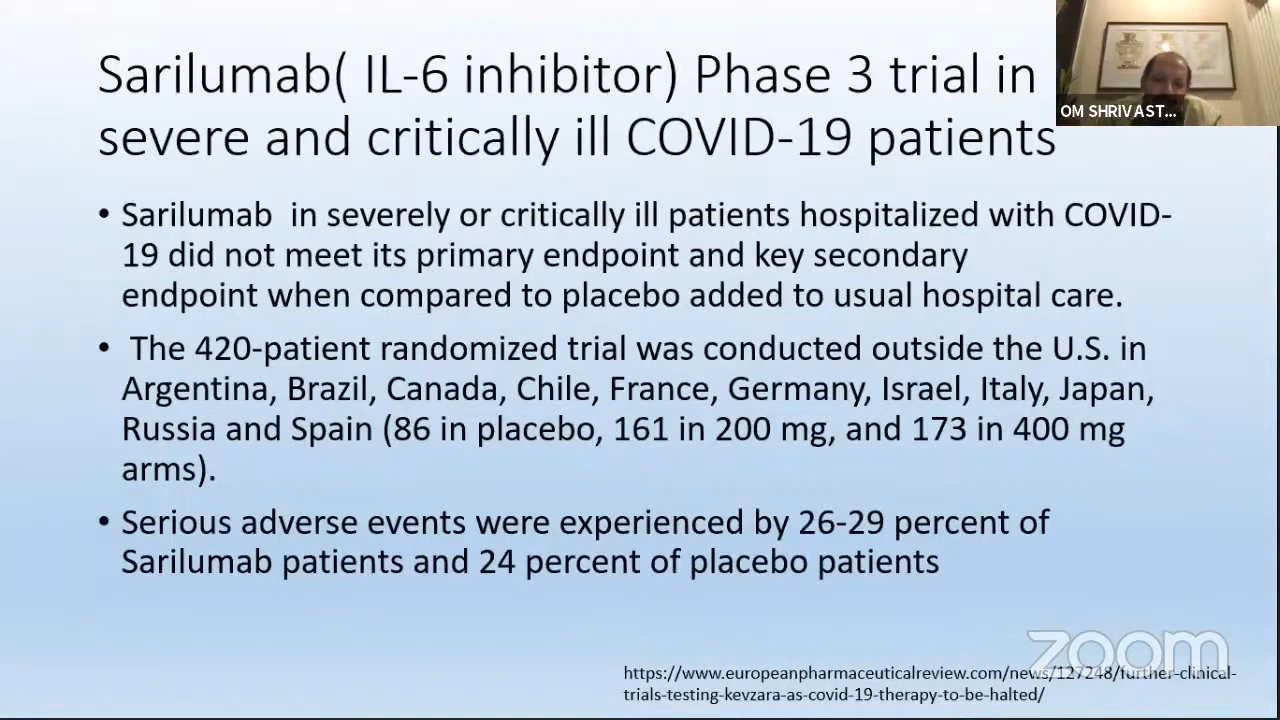 Sarilumab( IL-6 inhibitor) Phase 3 trial in
severe and critically ill COVID-19 patients
OM SHRIVAST...
• Sarilumab  in severely or critically ill patients hospitalized with COVID-
19 did not meet its primary endpoint and key secondary
endpoint when compared to placebo added to usual hospital care.
•  The 420-patient randomized trial was conducted outside the U.S. in
Argentina, Brazil, Canada, Chile, France, Germany, Israel, Italy, Japan,
Russia and Spain (86 in placebo, 161 in 200 mg, and 173 in 400 mg
arms).
• Serious adverse events were experienced by 26-29 percent of
Sarilumab patients and 24 percent of placebo patients
zoom
https://www.europeanpharmaceuticalreview.com/news/127248/further-clinical-
trials-testing-kevzara-as-covid-19-therapy-to-be-halted/